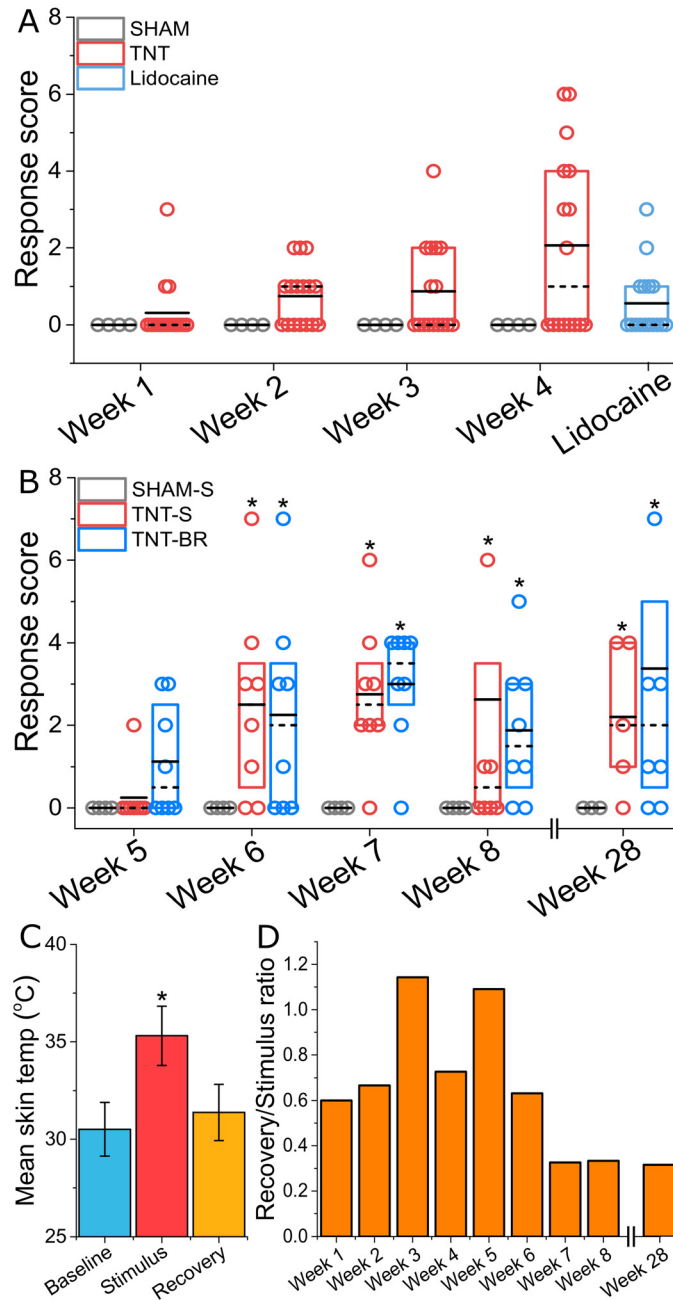 A
SHAM
TNT
Lidocaine
Response score
8
6
4
2
0
Week 1
Week 2
Week 3
Week 4
Lidocaine
B
SHAM-S
TNT-S
TNT-BR
Response score
8
6
4
2
0
* * * * * * * *
Week 5
Week 6
Week 7
Week 8
Week 28
C
Mean skin temp (°C)
40
35
30
25
*
Baseline
Stimulus
Recovery
D
Recovery/Stimulus ratio
1.2
1.0
0.8
0.6
0.4
0.2
0.0
Week 1
Week 2
Week 3
Week 4
Week 5
Week 6
Week 7
Week 8
Week 28